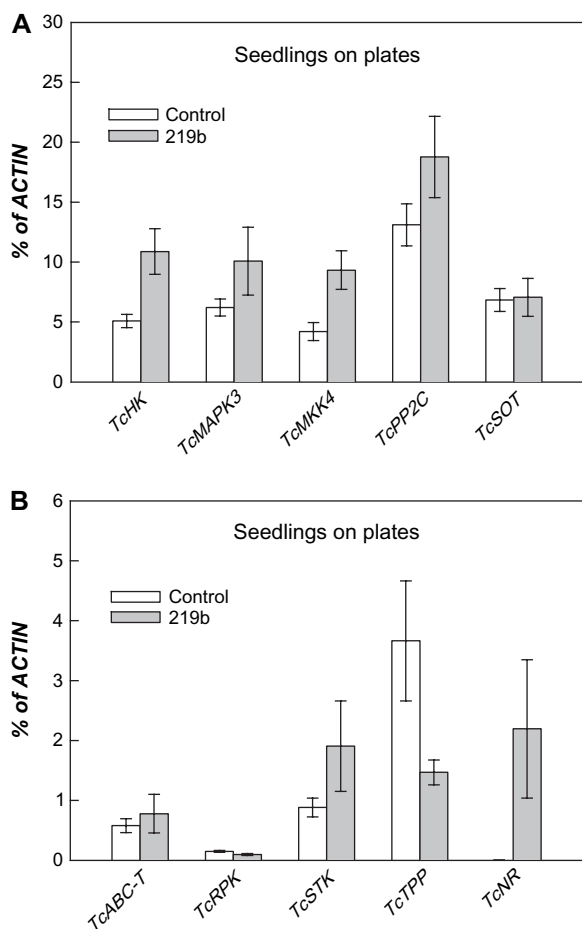 A
Seedlings on plates
Control
219b
% of ACTIN
30
25
20
15
10
5
0
TcHK
TcMAPK3
TcMKK4
TcPP2C
TcSOT
B
Seedlings on plates
Control
219b
% of ACTIN
6
5
4
3
2
1
0
TcABC-T
TcRPK
TcSTK
TcTPP
TcNR